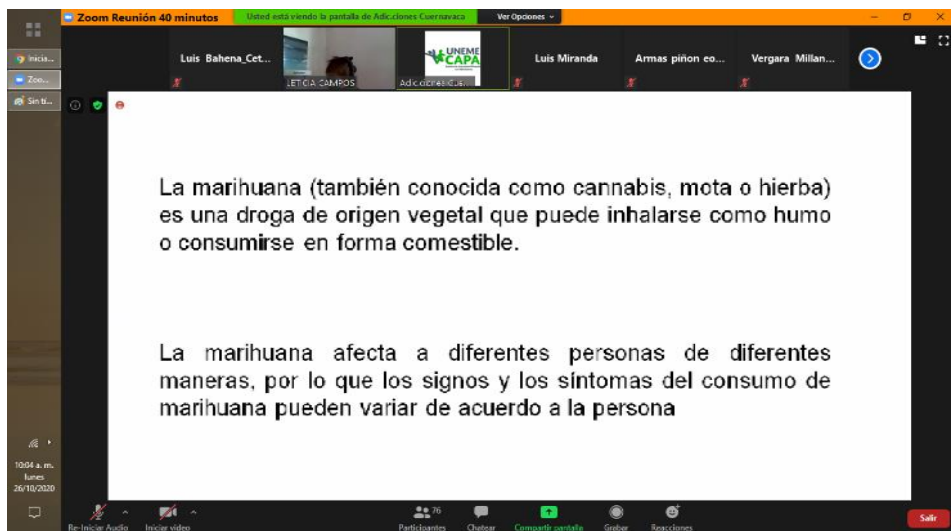 Zoom Reunión 40 minutos
Usted está viendo la pantalla de Adicciones Cuernavaca
Ver Opciones
Inicia...
Zoo...
Sin tí...
Luis Bahena_Cet...
LETICIA CAMPOS
UNEME
CAPA
Adicciones Cue...
Luis Miranda
Armas piñon eo...
Vergara Millan...
La marihuana (también conocida como cannabis, mota o hierba)
es una droga de origen vegetal que puede inhalarse como humo
o consumirse en forma comestible.
La marihuana afecta a diferentes personas de diferentes
maneras, por lo que los signos y los síntomas del consumo de
marihuana pueden variar de acuerdo a la persona
10:04 a. m.
lunes
26/10/2020
Re-Iniciar Audio
Iniciar video
76
Participantes
Chatear
Compartir pantalla
Grabar
Reacciones
Salir